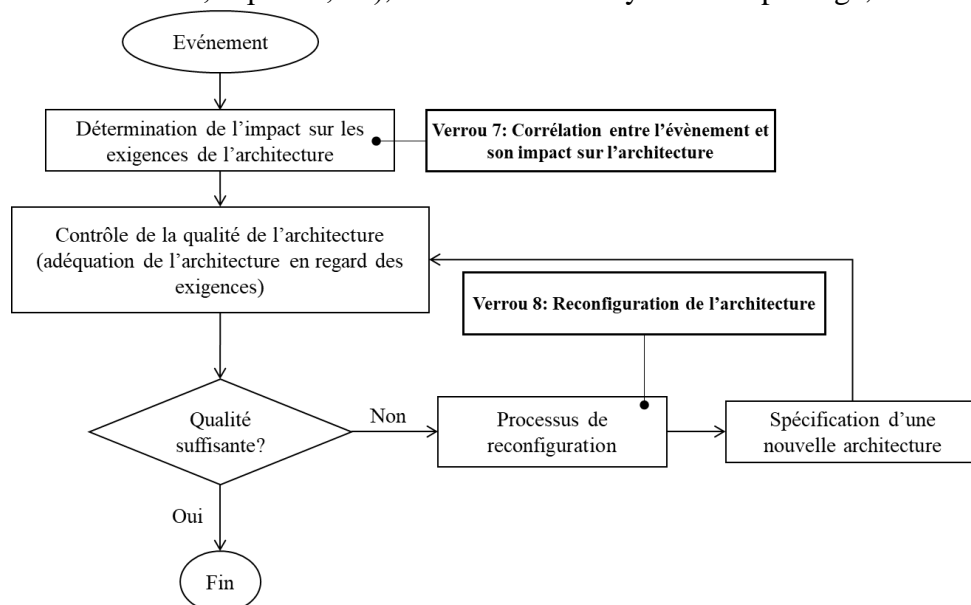 Evénement
Détermination de l'impact sur les
exigences de l'architecture
Verrou 7: Corrélation entre l'évènement et
son impact sur l'architecture
Contrôle de la qualité de l'architecture
(adéquation de l'architecture en regard des
exigences)
Verrou 8: Reconfiguration de l'architecture
Qualité
suffisante?
Non
Processus de
reconfiguration
Spécification d'une
nouvelle architecture
Oui
Fin